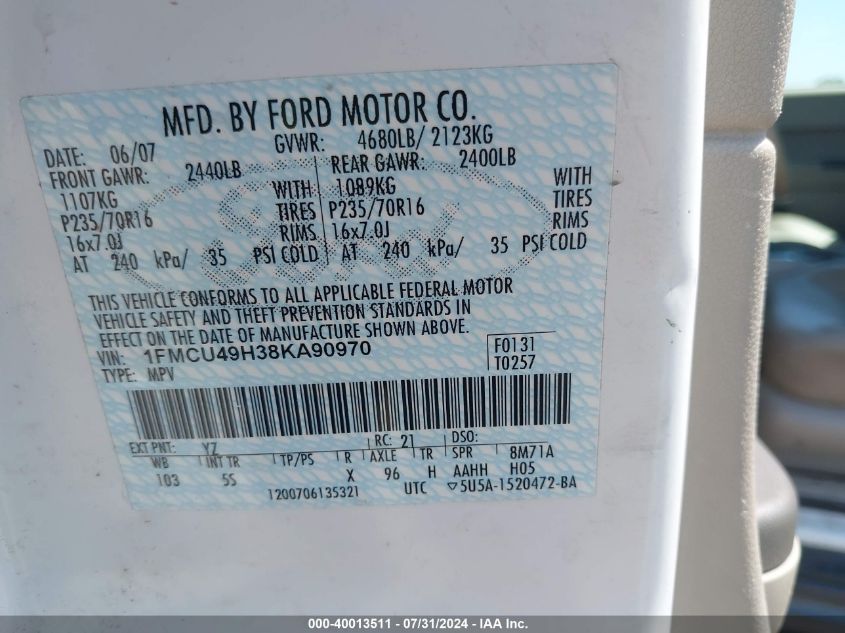 MFD. BY FORD MOTOR CO.
DATE: 06/07 GVWR: 4680LB/ 2123KG
FRONT GAWR: 2440LB REAR GAWR: 2400LB
1107KG WITH 1089KG WITH
P235/70R16 TIRES P235/70R16 TIRES
16x7.0J RIMS 16x7.0J RIMS
AT 240 kPa/ 35 PSI COLD AT 240 kPa/ 35 PSI COLD
THIS VEHICLE CONFORMS TO ALL APPLICABLE FEDERAL MOTOR
VEHICLE SAFETY AND THEFT PREVENTION STANDARDS IN
EFFECT ON THE DATE OF MANUFACTURE SHOWN ABOVE.
VIN: 1FMCU49H38KA90970 F0131
TYPE: MPV T0257
EXT PNT: YZ RC: 21 DSO:
WB INT TR TP/PS R AXLE TR SPR 8M71A
103 5S X 96 H AAHH H05
1200706135321 UTC ▽5U5A-1520472-BA
000-40013511 / 07/31/2024 - IAA Inc.